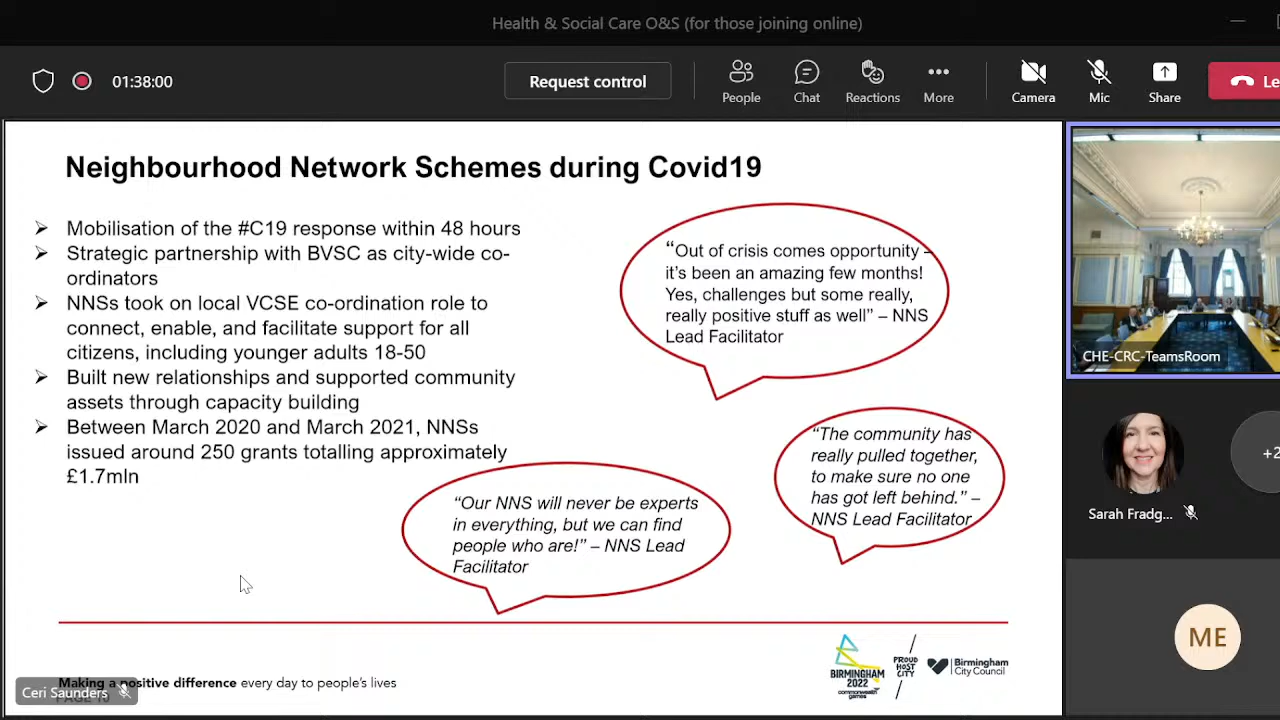 Health & Social Care O&S (for those joining online)
01:38:00
Request control
People
Chat
Reactions
More
Camera
Mic
Share
Le
Neighbourhood Network Schemes during Covid19
Mobilisation of the #C19 response within 48 hours
Strategic partnership with BVSC as city-wide co-
ordinators
NNSs took on local VCSE co-ordination role to
connect, enable, and facilitate support for all
citizens, including younger adults 18-50
Built new relationships and supported community
assets through capacity building
Between March 2020 and March 2021, NNSs
issued around 250 grants totalling approximately
£1.7mln
“Out of crisis comes opportunity –
it’s been an amazing few months!
Yes, challenges but some really,
really positive stuff as well” – NNS
Lead Facilitator
“The community has
really pulled together,
to make sure no one
has got left behind.” –
NNS Lead Facilitator
“Our NNS will never be experts
in everything, but we can find
people who are!” – NNS Lead
Facilitator
CHE-CRC-TeamsRoom
Sarah Fradg...
+2
ME
Making a positive difference every day to people’s lives
Ceri Saunders
BIRMINGHAM
2022
commonwealth
games
PROUD
HOST
CITY
Birmingham
City Council